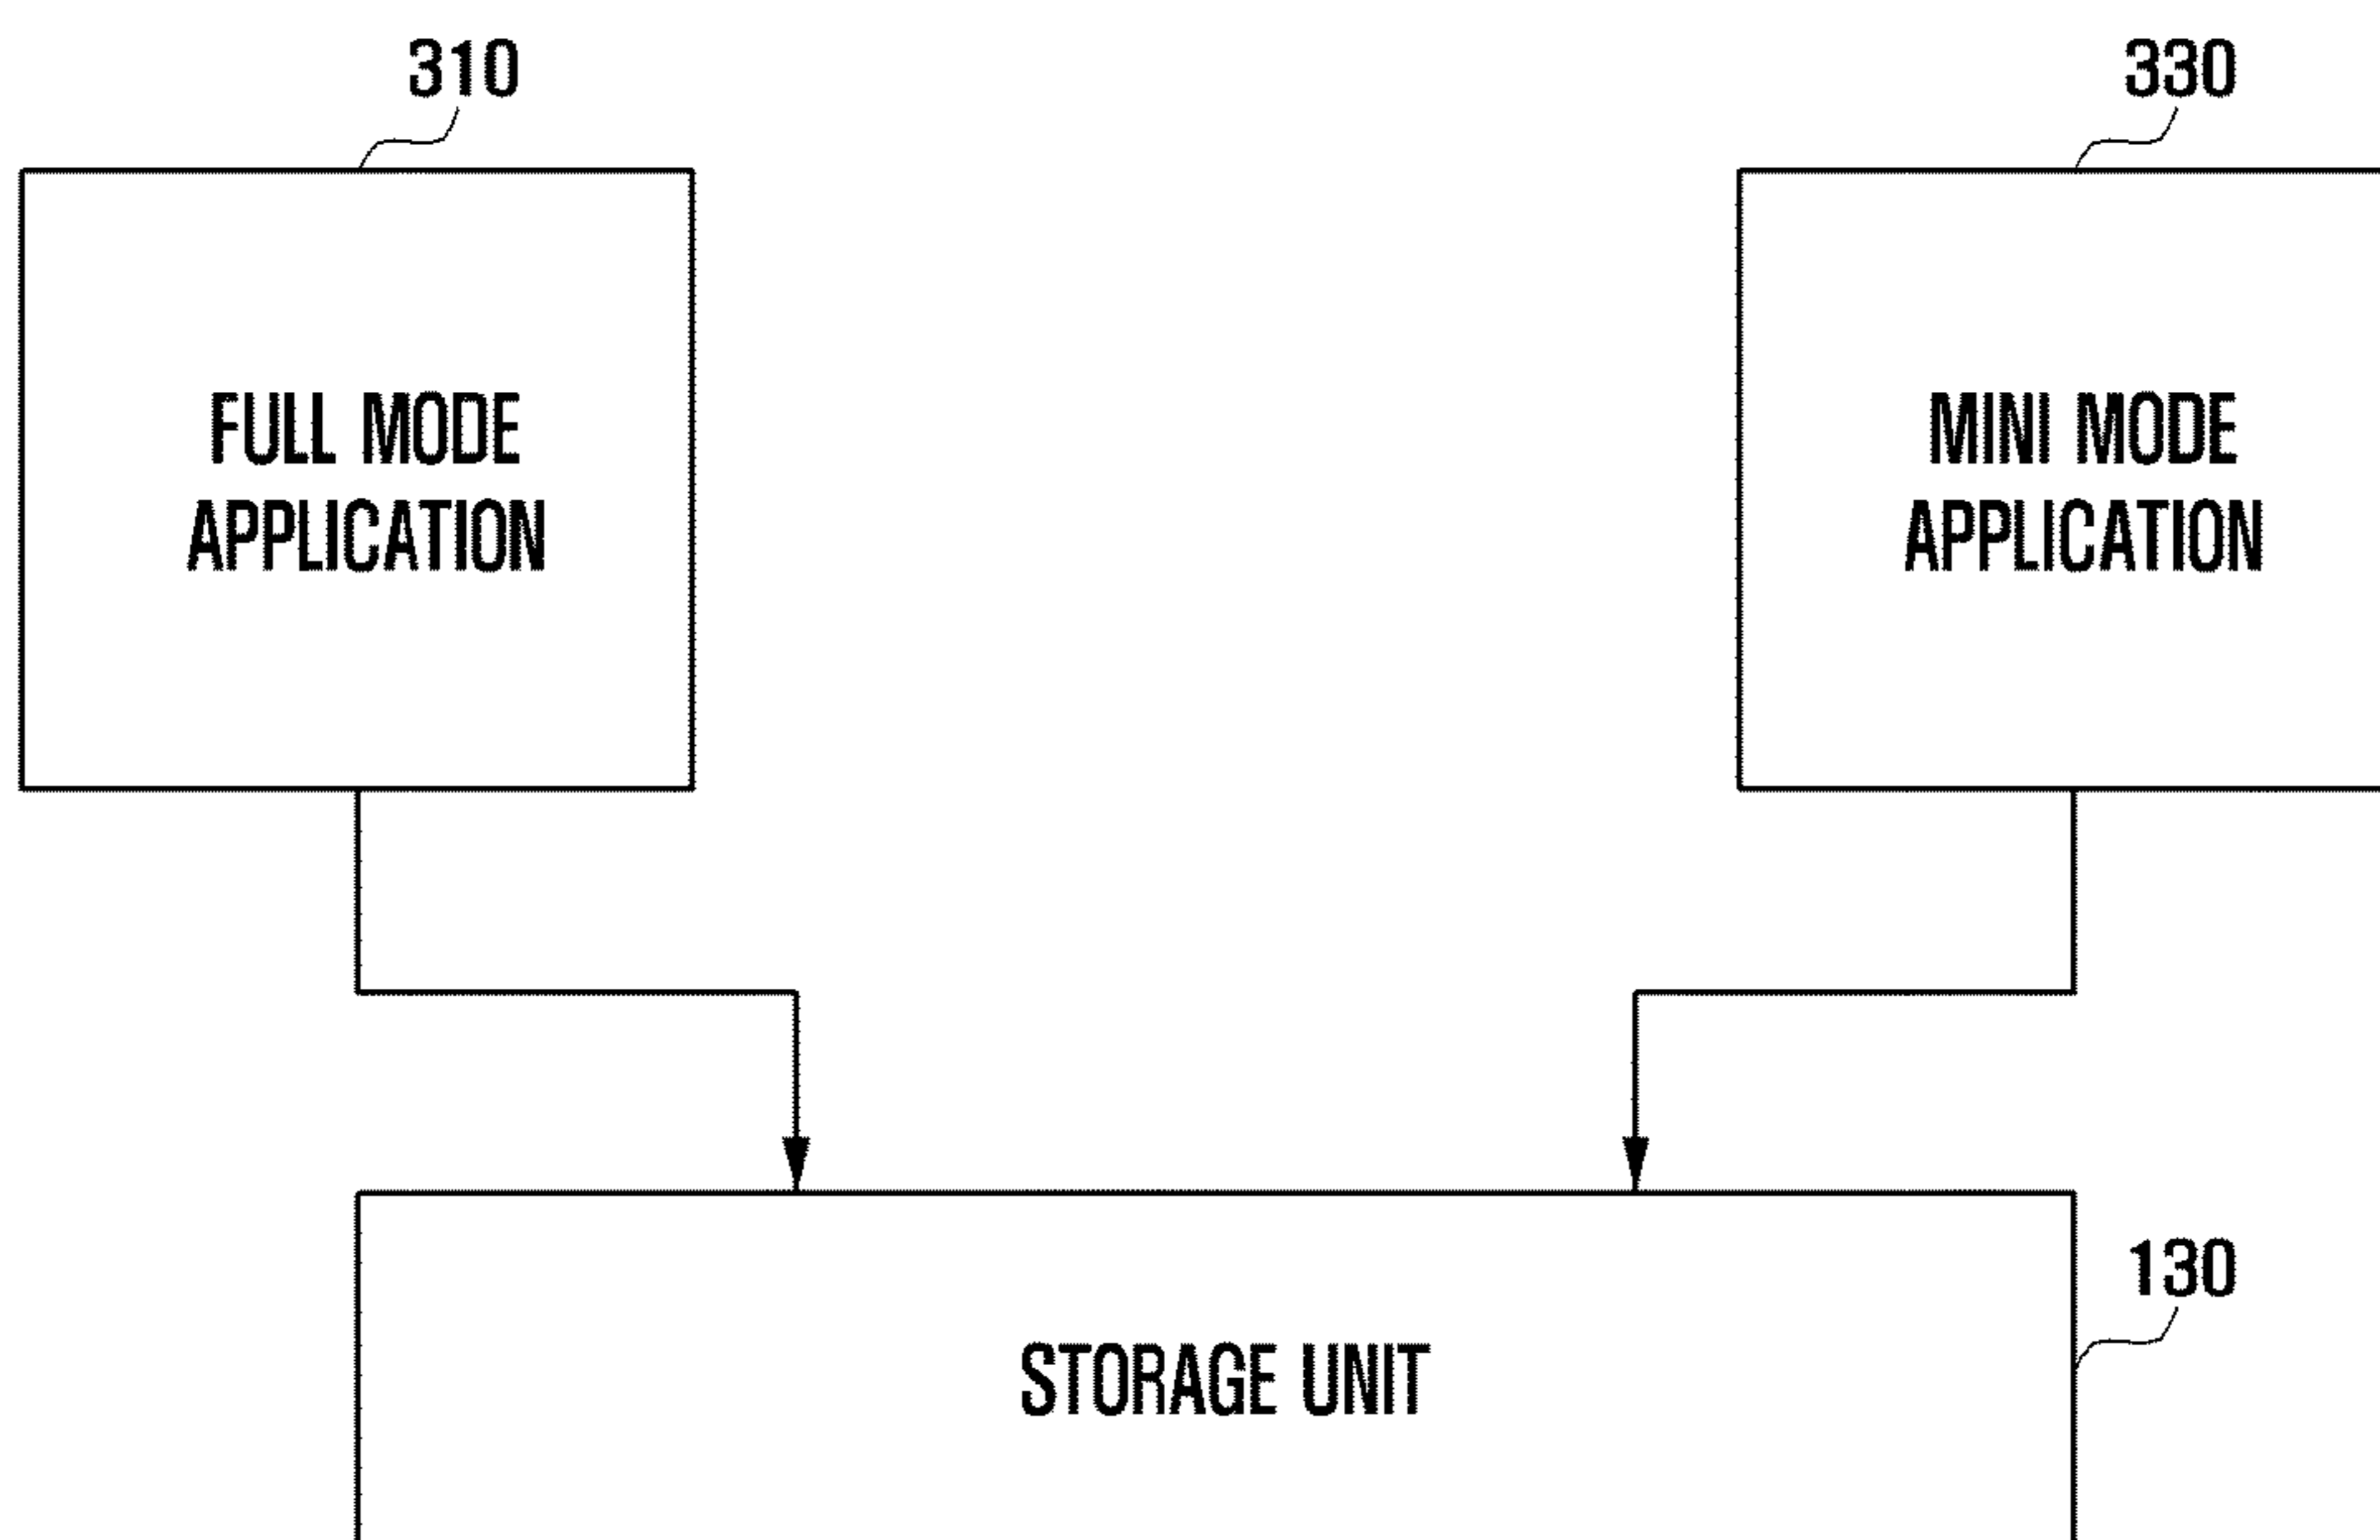 310
330
FULL MODE
APPLICATION
MINI MODE
APPLICATION
130
STORAGE UNIT